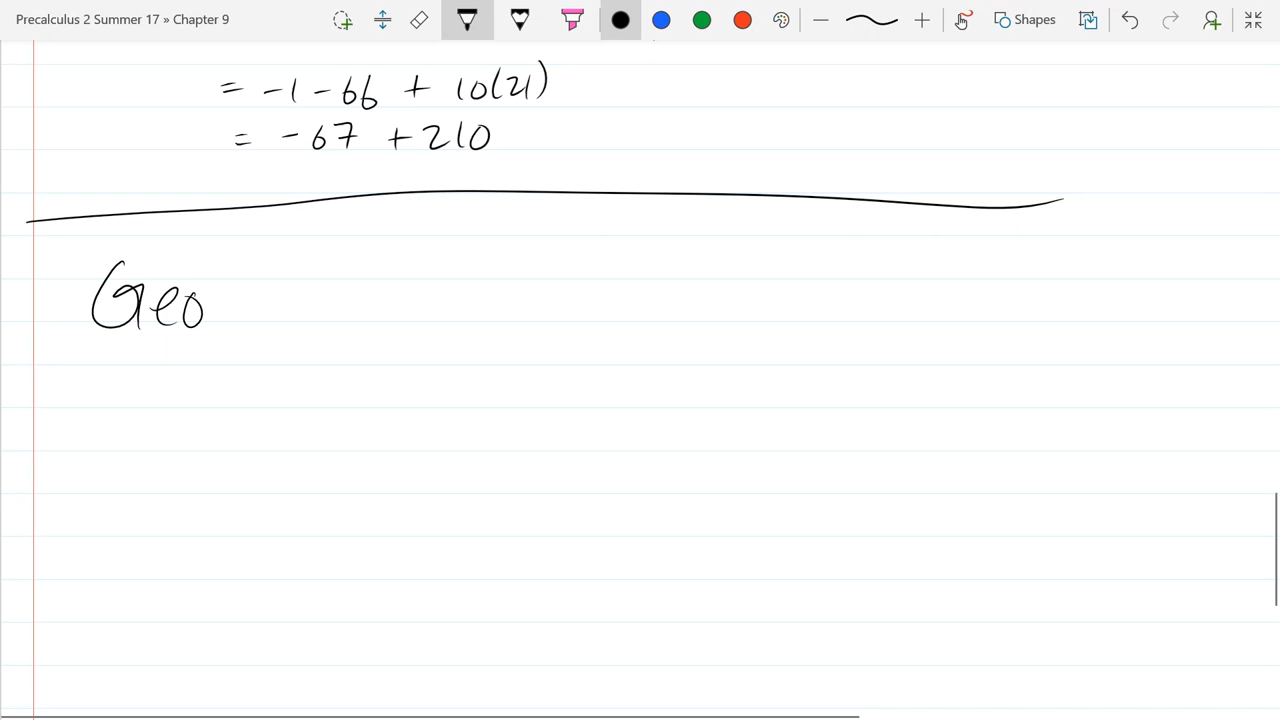 Precalculus 2 Summer 17 » Chapter 9
Shapes
= -1 - 66 + 10(21)
= -67 + 210
Geo